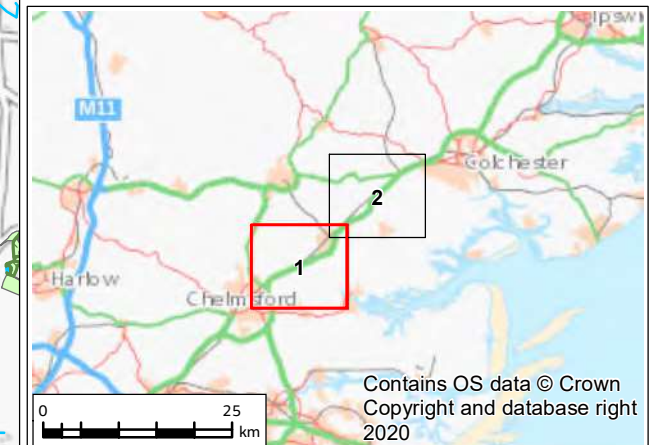 M11
Colchester
2
1
Harlow
Chelmsford
0 25
km
Contains OS data © Crown
Copyright and database right
2020